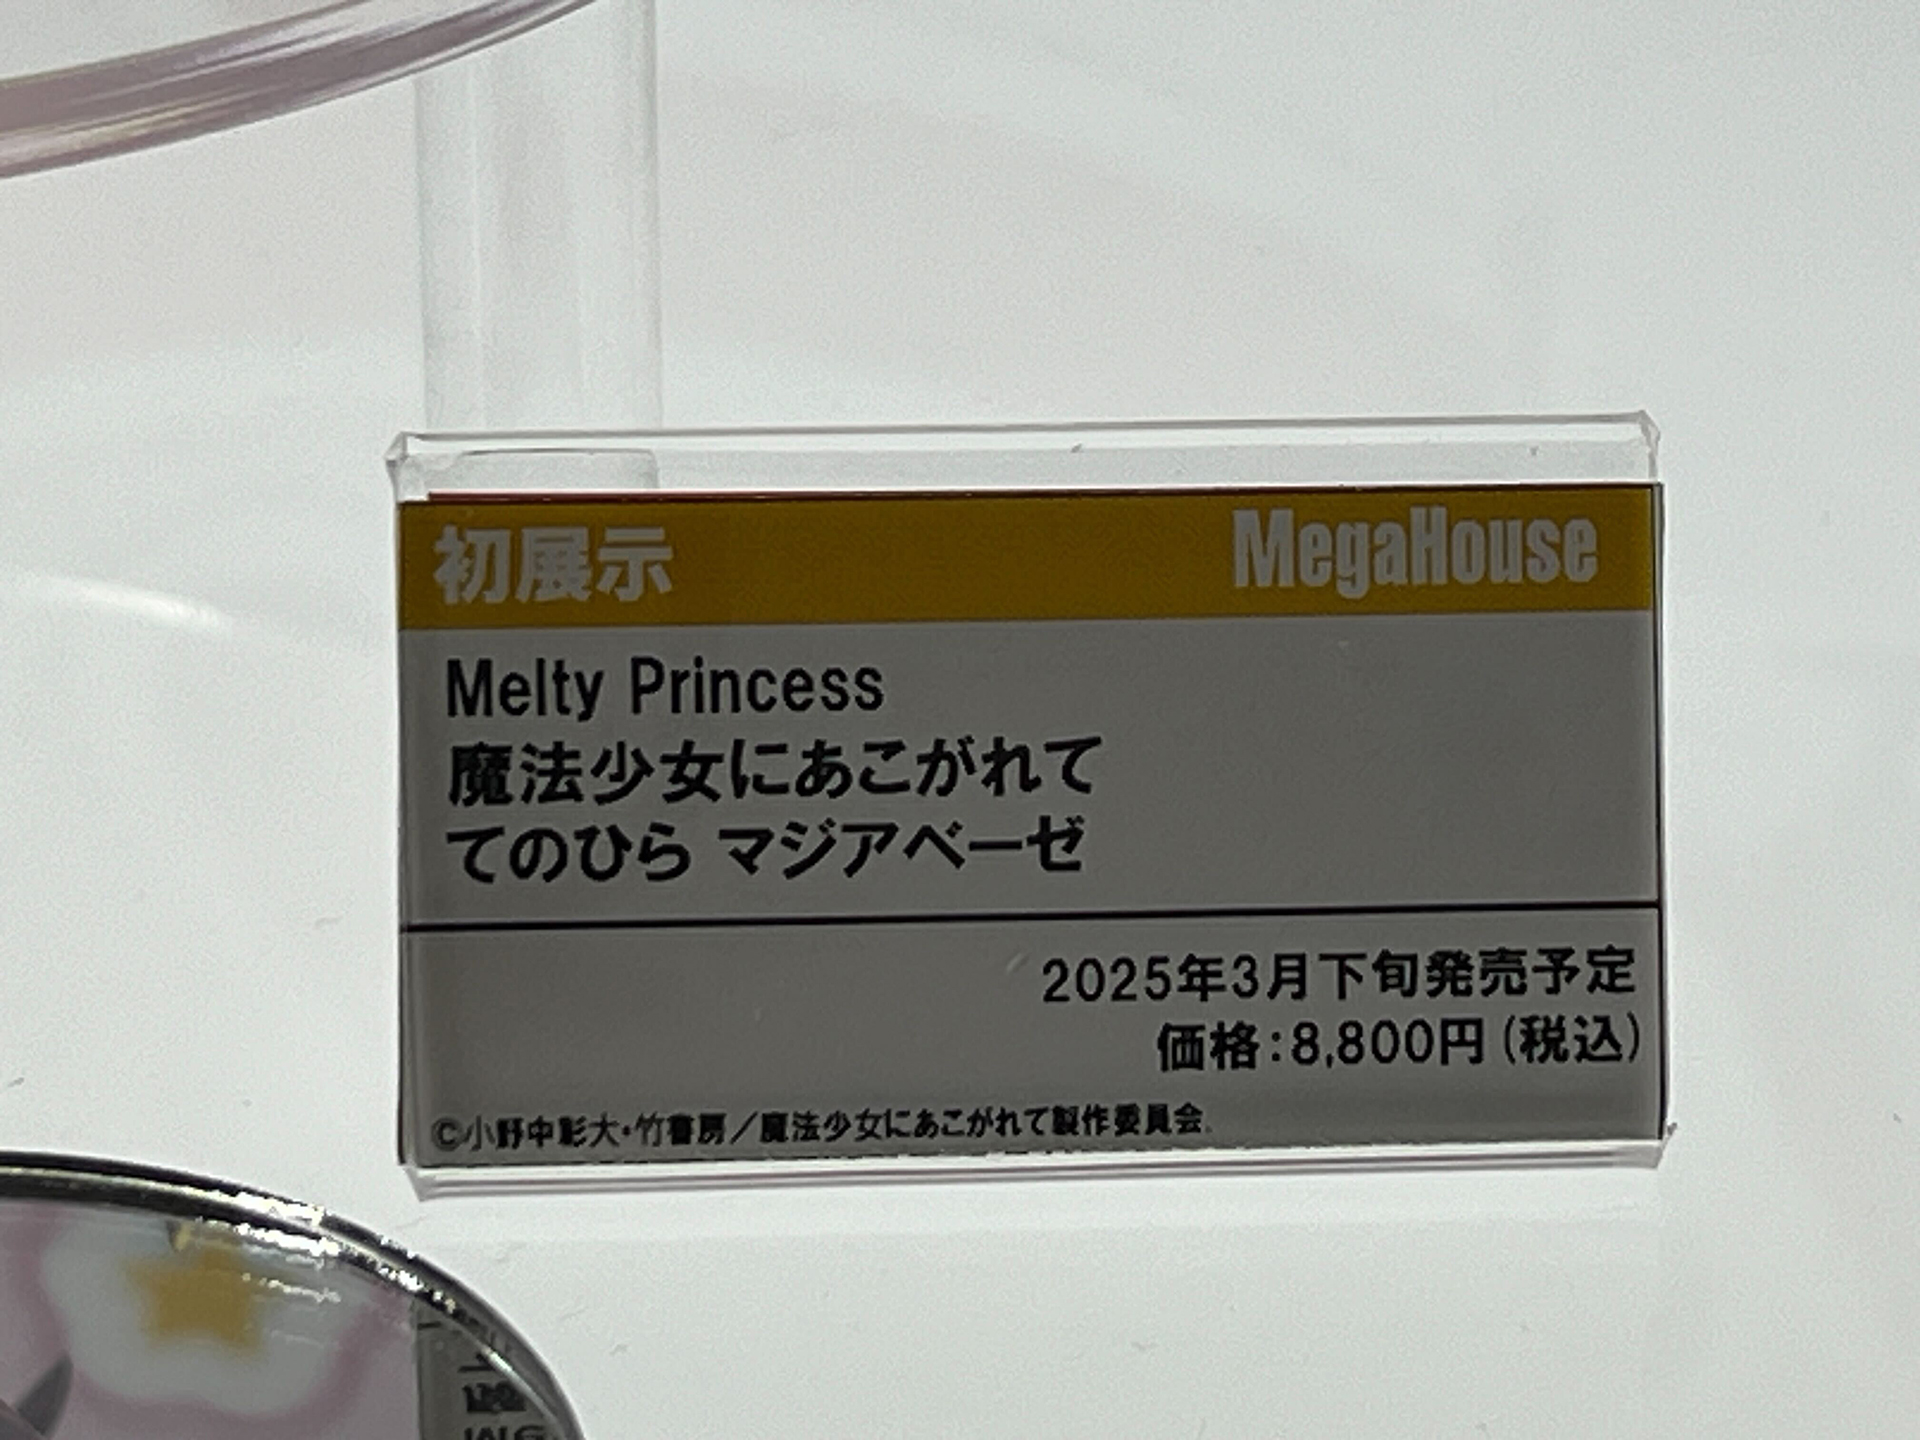 初展示 MegaHouse
Melty Princess
魔法少女にあこがれて
てのひら マジアベーゼ
2025年3月下旬発売予定
価格:8,800円(税込)
©小野中彰大・竹書房／魔法少女にあこがれて製作委員会.